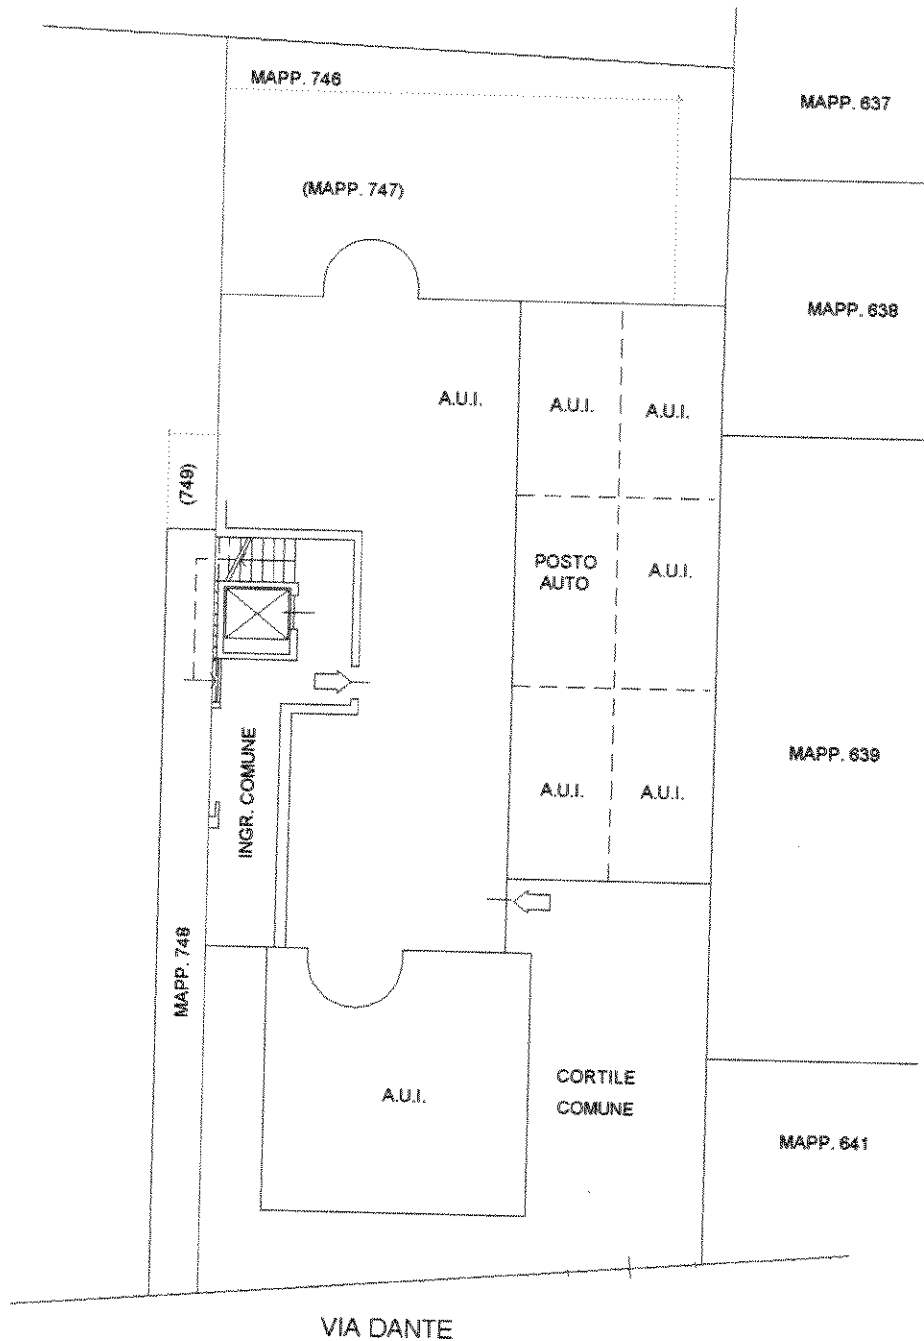 MAPP. 746
MAPP. 637
(MAPP. 747)
MAPP. 638
A.U.I.
A.U.I.
A.U.I.
(749)
POSTO
AUTO
A.U.I.
INGR. COMUNE
MAPP. 639
A.U.I.
A.U.I.
MAPP. 748
A.U.I.
CORTILE
COMUNE
MAPP. 641
VIA DANTE